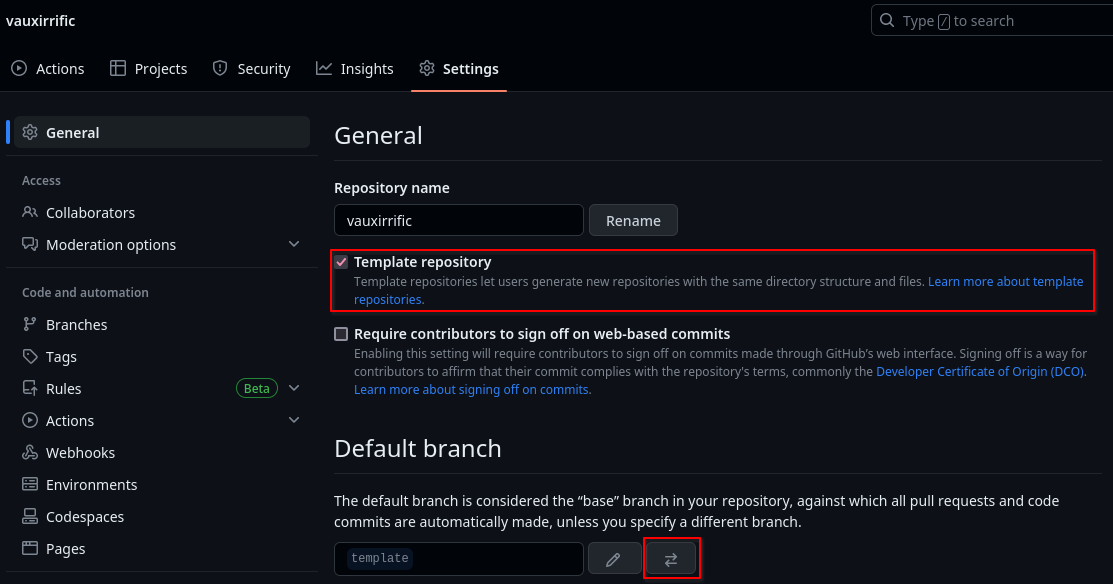 vauxirrific
Type / to search
Actions
Projects
Security
Insights
Settings
General
Access
Collaborators
Moderation options
Code and automation
Branches
Tags
Rules
Beta
Actions
Webhooks
Environments
Codespaces
Pages
General
Repository name
vauxirrific
Rename
Template repository
Template repositories let users generate new repositories with the same directory structure and files. Learn more about template
repositories.
Require contributors to sign off on web-based commits
Enabling this setting will require contributors to sign off on commits made through GitHub's web interface. Signing off is a way for
contributors to affirm that their commit complies with the repository's terms, commonly the Developer Certificate of Origin (DCO).
Learn more about signing off on commits.
Default branch
The default branch is considered the “base” branch in your repository, against which all pull requests and code
commits are automatically made, unless you specify a different branch.
template